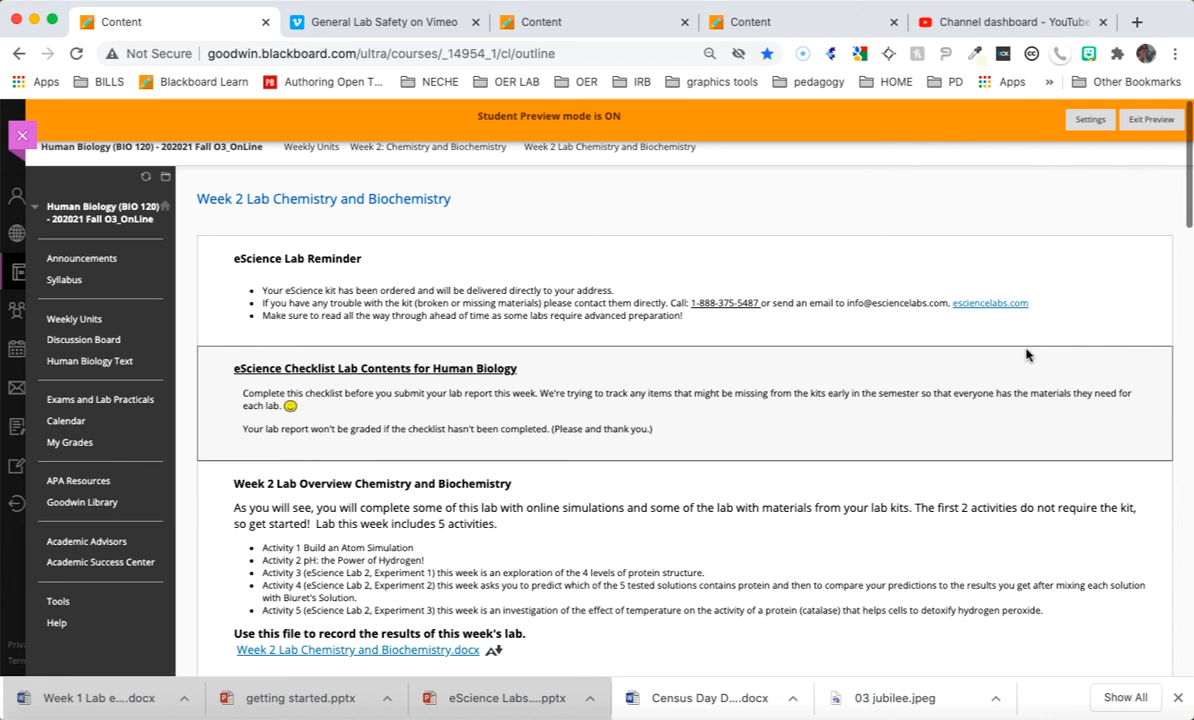 Content
General Lab Safety on Vimeo
Content
Content
Channel dashboard - YouTube
Not Secure
goodwin.blackboard.com/ultra/courses/_14954_1/cl/outline
Apps
BILLS
Blackboard Learn
Authoring Open T...
NECHE
OER LAB
OER
IRB
graphics tools
pedagogy
HOME
PD
Apps
»
Other Bookmarks
Student Preview mode is ON
Settings
Exit Preview
Human Biology (BIO 120) - 202021 Fall O3_OnLine
Weekly Units
Week 2: Chemistry and Biochemistry
Week 2 Lab Chemistry and Biochemistry
Human Biology (BIO 120)
- 202021 Fall O3_OnLine
Announcements
Syllabus
Weekly Units
Discussion Board
Human Biology Text
Exams and Lab Practicals
Calendar
My Grades
APA Resources
Goodwin Library
Academic Advisors
Academic Success Center
Tools
Help
Week 2 Lab Chemistry and Biochemistry
eScience Lab Reminder
• Your eScience kit has been ordered and will be delivered directly to your address.
• If you have any trouble with the kit (broken or missing materials) please contact them directly. Call: 1-888-375-5487 or send an email to info@esciencelabs.com. esciencelabs.com
• Make sure to read all the way through ahead of time as some labs require advanced preparation!
eScience Checklist Lab Contents for Human Biology
Complete this checklist before you submit your lab report this week. We're trying to track any items that might be missing from the kits early in the semester so that everyone has the materials they need for
each lab.
Your lab report won't be graded if the checklist hasn't been completed. (Please and thank you.)
Week 2 Lab Overview Chemistry and Biochemistry
As you will see, you will complete some of this lab with online simulations and some of the lab with materials from your lab kits. The first 2 activities do not require the kit,
so get started! Lab this week includes 5 activities.
• Activity 1 Build an Atom Simulation
• Activity 2 pH: the Power of Hydrogen!
• Activity 3 (eScience Lab 2, Experiment 1) this week is an exploration of the 4 levels of protein structure.
• Activity 4 (eScience Lab 2, Experiment 2) this week asks you to predict which of the 5 tested solutions contains protein and then to compare your predictions to the results you get after mixing each solution
with Biuret's Solution.
• Activity 5 (eScience Lab 2, Experiment 3) this week is an investigation of the effect of temperature on the activity of a protein (catalase) that helps cells to detoxify hydrogen peroxide.
Use this file to record the results of this week's lab.
Week 2 Lab Chemistry and Biochemistry.docx
Priv
Term
Week 1 Lab e....docx
getting started.pptx
eScience Labs....pptx
Census Day D....docx
03 jubilee.jpeg
Show All